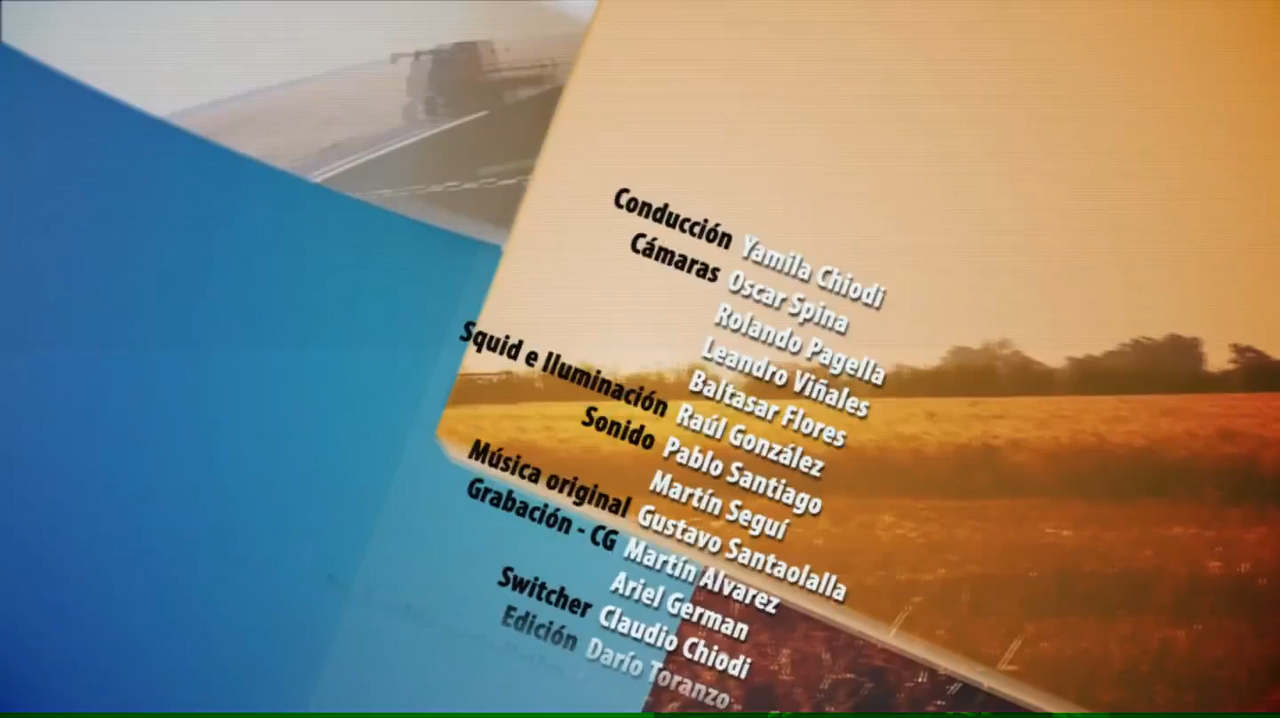 Conducción Yamila Chiodi
Cámaras Oscar Spina
Rolando Pagella
Leandro Viñales
Baltasar Flores
Squid e Iluminación Raúl González
Sonido Pablo Santiago
Martín Seguí
Música original Gustavo Santaolalla
Grabación - CG Martín Alvarez
Ariel German
Switcher Claudio Chiodi
Edición Darío Toranzo